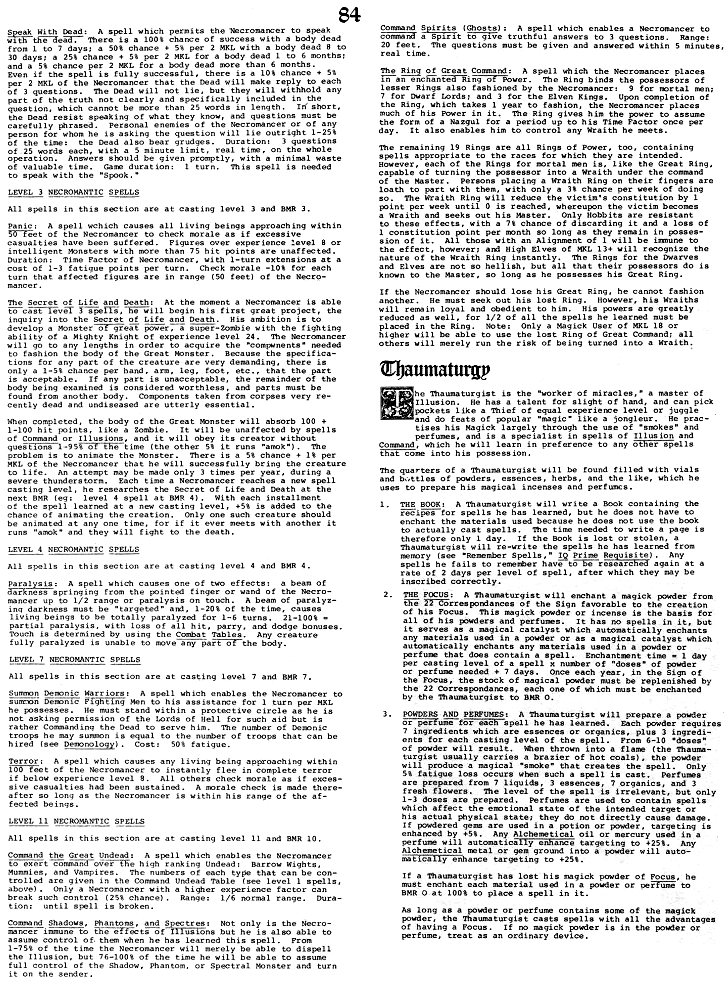 84
Speak With Dead: A spell which permits the Necromancer to speak
with the dead. There is a 100% chance of success with a body dead
from 1 to 7 days; a 50% chance + 5% per 2 MKL with a body dead 8 to
30 days; a 25% chance + 5% per 2 MKL for a body dead 1 to 6 months;
and a 5% chance per 2 MKL for a body dead more than 6 months.
Even if the spell is fully successful, there is a 10% chance + 5%
per 2 MKL of the Necromancer that the Dead will make reply to each
of 3 questions. The Dead will not lie, but they will withhold any
part of the truth not clearly and specifically included in the
question, which cannot be more than 25 words in length. In short,
the Dead resist speaking of what they know, and questions must be
carefully phrased. Personal enemies of the Necromancer or of any
person for whom he is asking the question will lie outright 1-25%
of the time: the Dead also bear grudges. Duration: 3 questions
of 25 words each, with a 5 minute limit, real time, on the whole
operation. Answers should be given promptly, with a minimal waste
of valuable time. Game duration: 1 turn. This spell is needed
to speak with the "Spook."
LEVEL 3 NECROMANTIC SPELLS
All spells in this section are at casting level 3 and BMR 3.
Panic: A spell which causes all living beings approaching within
50 feet of the Necromancer to check morale as if excessive
casualties have been suffered. Figures over experience level 8 or
intelligent Monsters with more than 75 hit points are unaffected.
Duration: Time Factor of Necromancer, with 1-turn extensions at a
cost of 1-3 fatigue points per turn. Check morale -10% for each
turn that affected figures are in range (50 feet) of the Necro-
mancer.
The Secret of Life and Death: At the moment a Necromancer is able
to cast level 3 spells, he will begin his first great project, the
inquiry into the Secret of Life and Death. His ambition is to
develop a Monster of great power, a super-Zombie with the fighting
ability of a Mighty Knight of experience level 24. The Necromancer
will go to any lengths in order to acquire the "components" needed
to fashion the body of the Great Monster. Because the specifica-
tions for any part of the creature are very demanding, there is
only a 1-5% chance per hand, arm, leg, foot, etc., that the part
is acceptable. If any part is unacceptable, the remainder of the
body being examined is considered worthless, and parts must be
found from another body. Components taken from corpses very re-
cently dead and undiseased are utterly essential.
When completed, the body of the Great Monster will absorb 100 +
1-100 hit points, like a Zombie. It will be unaffected by spells
of Command or Illusions, and it will obey its creator without
questions 1-95% of the time (the other 5% it runs "amok"). The
problem is to animate the Monster. There is a 5% chance + 1% per
MKL of the Necromancer that he will successfully bring the creature
to life. An attempt may be made only 3 times per year, during a
severe thunderstorm. Each time a Necromancer reaches a new spell
casting level, he researches the Secret of Life and Death at the
next BMR (eg: level 4 spell at BMR 4). With each installment
of the spell learned at a new casting level, +5% is added to the
chance of animating the creation. Only one such creature should
be animated at any one time, for if it ever meets with another it
runs "amok" and they will fight to the death.
LEVEL 4 NECROMANTIC SPELLS
All spells in this section are at casting level 4 and BMR 4.
Paralysis: A spell which causes one of two effects: a beam of
darkness springing from the pointed finger or wand of the Necro-
mancer up to 1/2 range or paralysis on touch. A beam of paralyz-
ing darkness must be "targeted" and, 1-20% of the time, causes
living beings to be totally paralyzed for 1-6 turns. 21-100% =
partial paralysis, with loss of all hit, parry, and dodge bonuses.
Touch is determined by using the Combat Tables. Any creature
fully paralyzed is unable to move any part of the body.
LEVEL 7 NECROMANTIC SPELLS
All spells in this section are at casting level 7 and BMR 7.
Summon Demonic Warriors: A spell which enables the Necromancer to
summon Demonic Fighting Men to his assistance for 1 turn per MKL
he possesses. He must stand within a protective circle as he is
not asking permission of the Lords of Hell for such aid but is
rather Commanding the Dead to serve him. The number of Demonic
troops he may summon is equal to the number of troops that can be
hired (see Demonology). Cost: 50% fatigue.
Terror: A spell which causes any living being approaching within
100 feet of the Necromancer to instantly flee in complete terror
if below experience level 8. All others check morale as if exces-
sive casualties had been sustained. A morale check is made there-
after so long as the Necromancer is within his range of the af-
fected beings.
LEVEL 11 NECROMANTIC SPELLS
All spells in this section are at casting level 11 and BMR 10.
Command the Great Undead: A spell which enables the Necromancer
to exert command over the high ranking Undead: Barrow Wights,
Mummies, and Vampires. The numbers of each type that can be con-
trolled are given in the Command Undead Table (see level 1 spells,
above). Only a Necromancer with a higher experience factor can
break such control (25% chance). Range: 1/6 normal range. Dura-
tion: until spell is broken.
Command Shadows, Phantoms, and Spectres: Not only is the Necro-
mancer immune to the effects of Illusions but he is also able to
assume control of them when he has learned this spell. From
1-75% of the time the Necromancer will merely be able to dispell
the Illusion, but 76-100% of the time he will be able to assume
full control of the Shadow, Phantom, or Spectral Monster and turn
it on the sender.
Command Spirits (Ghosts): A spell which enables a Necromancer to
command a Spirit to give truthful answers to 3 questions. Range:
20 feet. The questions must be given and answered within 5 minutes,
real time.
The Ring of Great Command: A spell which the Necromancer places
in an enchanted Ring of Power. The Ring binds the possessors of
lesser Rings also fashioned by the Necromancer: 9 for mortal men;
7 for Dwarf Lords; and 3 for the Elven Kings. Upon completion of
the Ring, which takes 1 year to fashion, the Necromancer places
much of his Power in it. The Ring gives him the power to assume
the form of a Nazgul for a period up to his Time Factor once per
day. It also enables him to control any Wraith he meets.
The remaining 19 Rings are all Rings of Power, too, containing
spells appropriate to the races for which they are intended.
However, each of the Rings for mortal men is, like the Great Ring,
capable of turning the possessor into a Wraith under the command
of the Master. Persons placing a Wraith Ring on their fingers are
loath to part with them, with only a 3% chance per week of doing
so. The Wraith Ring will reduce the victim's constitution by 1
point per week until 0 is reached, whereupon the victim becomes
a Wraith and seeks out his Master. Only Hobbits are resistant
to these effects, with a 7% chance of discarding it and a loss of
1 constitution point per month so long as they remain in posses-
sion of it. All those with an Alignment of 1 will be immune to
the effect, however; and High Elves of MKL 13+ will recognize the
nature of the Wraith Ring instantly. The Rings for the Dwarves
and Elves are not so hellish, but all that their possessors do is
known to the Master, so long as he possesses his Great Ring.
If the Necromancer should lose his Great Ring, he cannot fashion
another. He must seek out his lost Ring. However, his Wraiths
will remain loyal and obedient to him. His powers are greatly
reduced as well, for 1/2 of all the spells he learned must be
placed in the Ring. Note: Only a Magick User of MKL 18 or
higher will be able to use the lost Ring of Great Command: all
others will merely run the risk of being turned into a Wraith.
Thaumaturgy
The Thaumaturgist is the "worker of miracles," a master of
Illusion. He has a talent for slight of hand, and can pick
pockets like a Thief of equal experience level or juggle
and do feats of popular "magic" like a jongleur. He prac-
tises his Magick largely through the use of "smokes" and
perfumes, and is a specialist in spells of Illusion and
Command, which he will learn in preference to any other spells
that come into his possession.
The quarters of a Thaumaturgist will be found filled with vials
and bottles of powders, essences, herbs, and the like, which he
uses to prepare his magical incenses and perfumes.
1. THE BOOK: A Thaumaturgist will write a Book containing the
recipes for spells he has learned, but he does not have to
enchant the materials used because he does not use the book
to actually cast spells. The time needed to write a page is
therefore only 1 day. If the Book is lost or stolen, a
Thaumaturgist will re-write the spells he has learned from
memory (see "Remember Spells," IQ Prime Requisite). Any
spells he fails to remember have to be researched again at a
rate of 2 days per level of spell, after which they may be
inscribed correctly.
2. THE FOCUS: A Thaumaturgist will enchant a magick powder from
the 22 Correspondances of the Sign favorable to the creation
of his Focus. This magick powder or incense is the basis for
all of his powders and perfumes. It has no spells in it, but
it serves as a magical catalyst which automatically enchants
any materials used in a powder or as a magical catalyst which
automatically enchants any materials used in a powder or
perfume that does contain a spell. Enchantment time = 1 day
per casting level of a spell x number of "doses" of powder
or perfume needed + 7 days. Once each year, in the Sign of
the Focus, the stock of magical powder must be replenished by
the 22 Correspondances, each one of which must be enchanted
by the Thaumaturgist to BMR 0.
3. POWDERS AND PERFUMES: A Thaumaturgist will prepare a powder
or perfume for each spell he has learned. Each powder requires
7 ingredients which are essences or organics, plus 3 ingredi-
ents for each casting level of the spell. From 6-10 "doses"
of powder will result. When thrown into a flame (the Thauma-
turgist usually carries a brazier of hot coals), the powder
will produce a magical "smoke" that creates the spell. Only
5% fatigue loss occurs when such a spell is cast. Perfumes
are prepared from 7 liquids, 3 essences, 7 organics, and 3
fresh flowers. The level of the spell is irrelevant, but only
1-3 doses are prepared. Perfumes are used to contain spells
which affect the emotional state of the intended target or
his actual physical state; they do not directly cause damage.
If powdered gems are used in a potion or powder, targeting is
enhanced by +5%. Any Alchemetical oil or mercury used in a
perfume will automatically enhance targeting to +25%. Any
Alchemetical metal or gem ground into a powder will auto-
matically enhance targeting to +25%.
If a Thaumaturgist has lost his magick powder of Focus, he
must enchant each material used in a powder or perfume to
BMR 0 at 100% to place a spell in it.
As long as a powder or perfume contains some of the magick
powder, the Thaumaturgist casts spells with all the advantages
of having a Focus. If no magick powder is in the powder or
perfume, treat as an ordinary device.